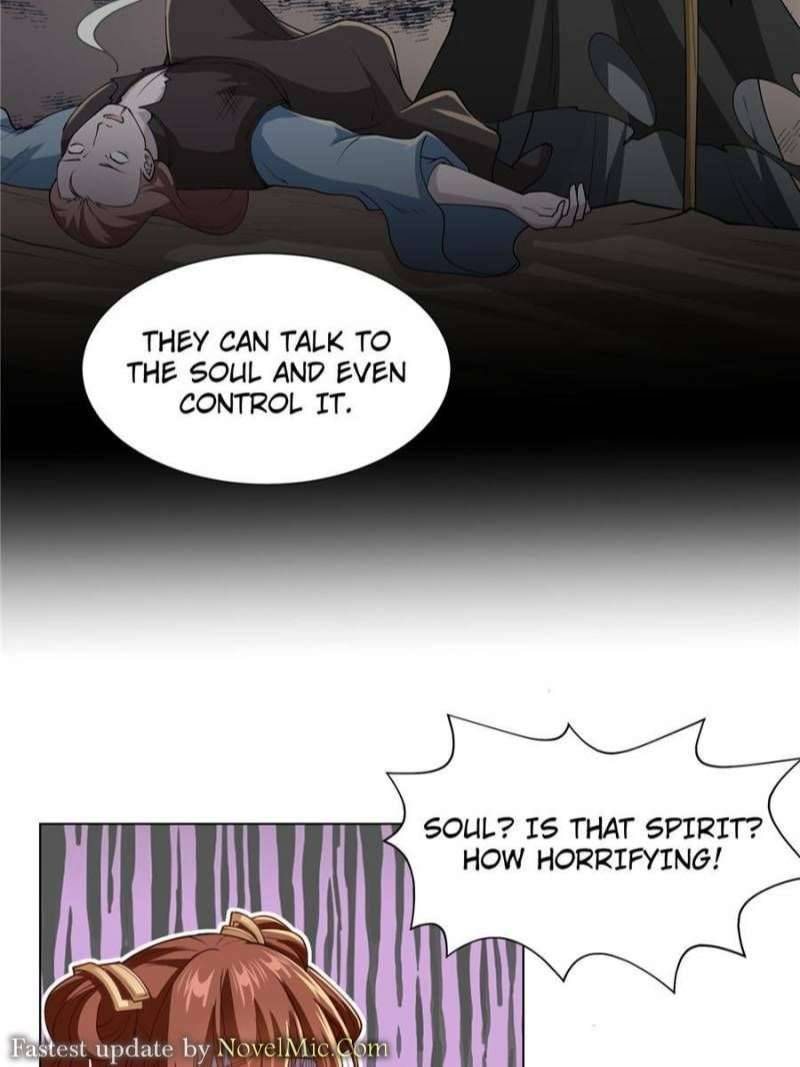 THEY CAN TALK TO
THE SOUL AND EVEN
CONTROL IT.
SOUL? IS THAT SPIRIT?
HOW HORRIFYING!
Fastest update by NovelMic.Com